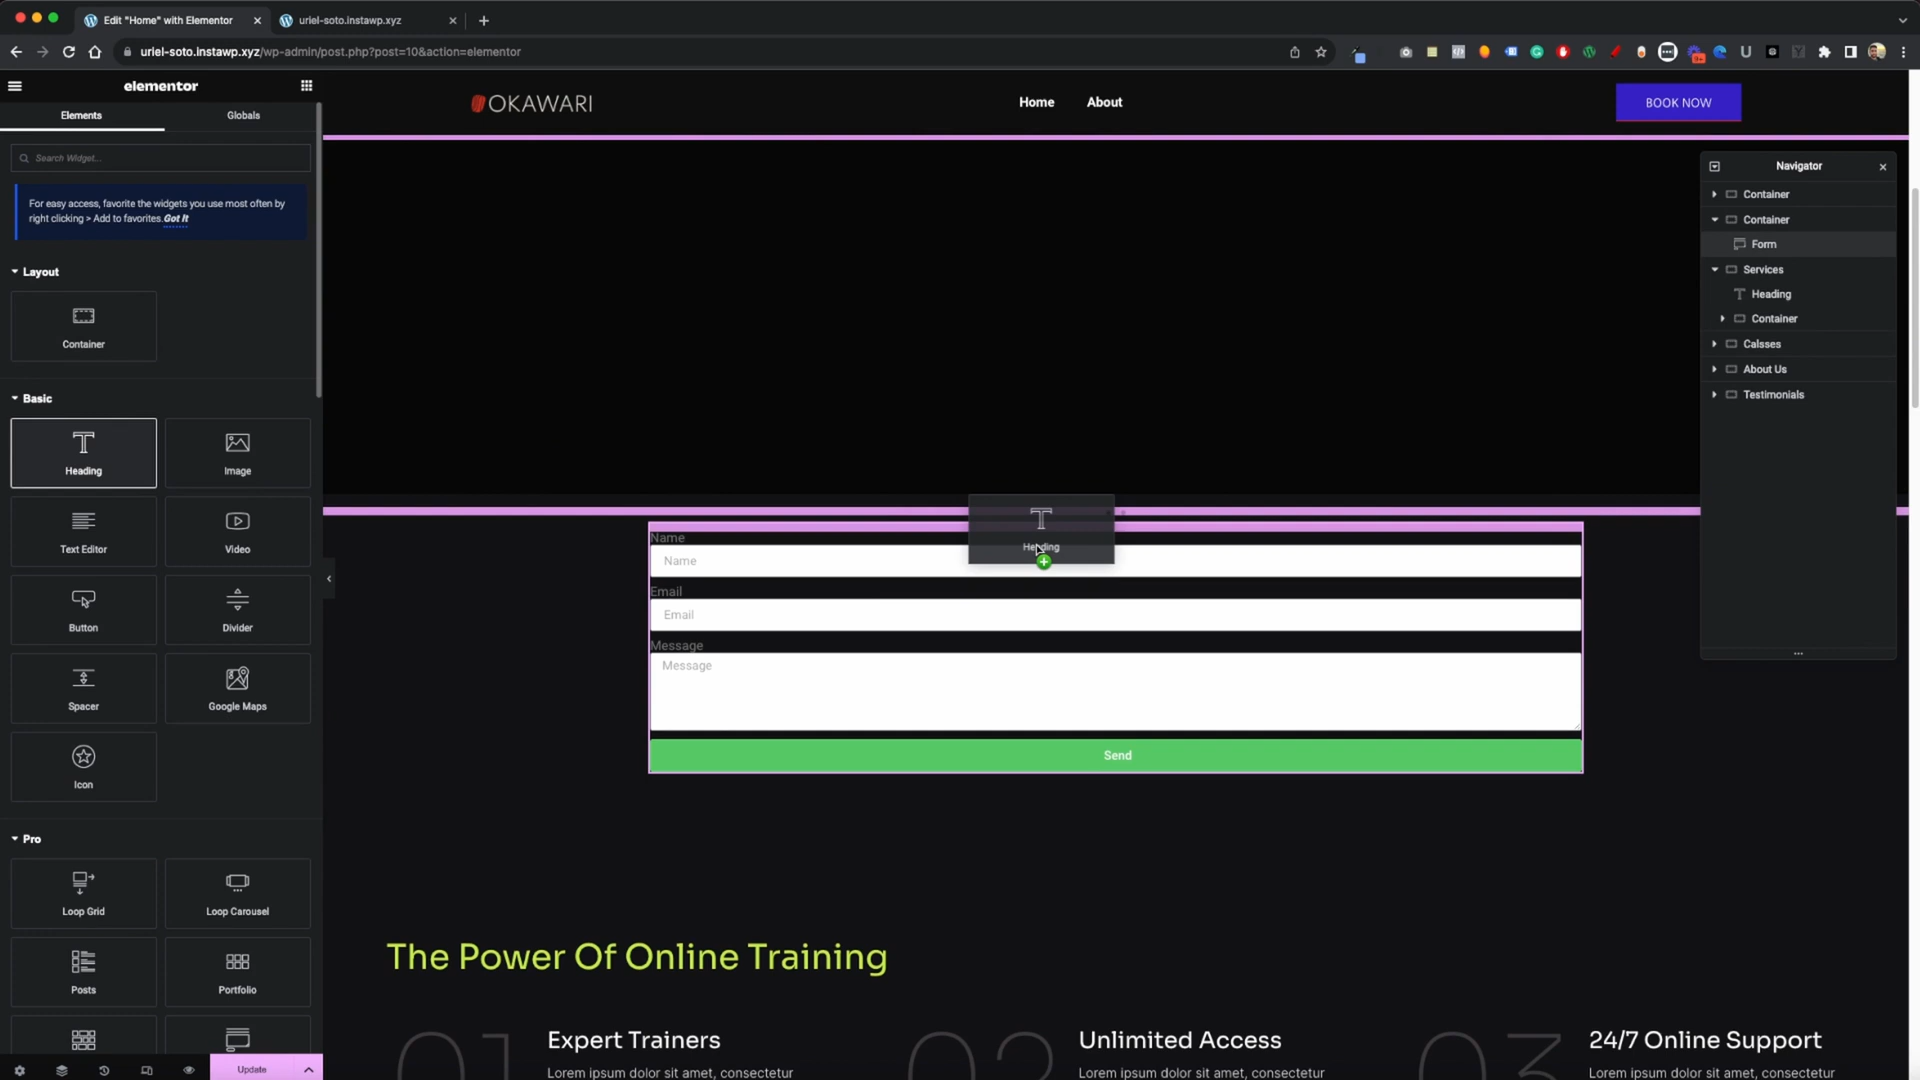 Edit "Home" with Elementor
uriel-soto.instawp.xyz
uriel-soto.instawp.xyz/wp-admin/post.php?post=10&action=elementor
elementor
Elements
Globals
Search Widget...
For easy access, favorite the widgets you use most often by
right clicking > Add to favorites. Got It
Layout
Container
Basic
Heading
Image
Text Editor
Video
Button
Divider
Spacer
Google Maps
Icon
Pro
Loop Grid
Loop Carousel
Posts
Portfolio
Update
OKAWARI
Home
About
BOOK NOW
Heading
Name
Name
Email
Email
Message
Message
Send
The Power Of Online Training
01
Expert Trainers
Lorem ipsum dolor sit amet, consectetur
02
Unlimited Access
Lorem ipsum dolor sit amet, consectetur
03
24/7 Online Support
Lorem ipsum dolor sit amet, consectetur
Navigator
Container
Container
Form
Services
Heading
Container
Calsses
About Us
Testimonials